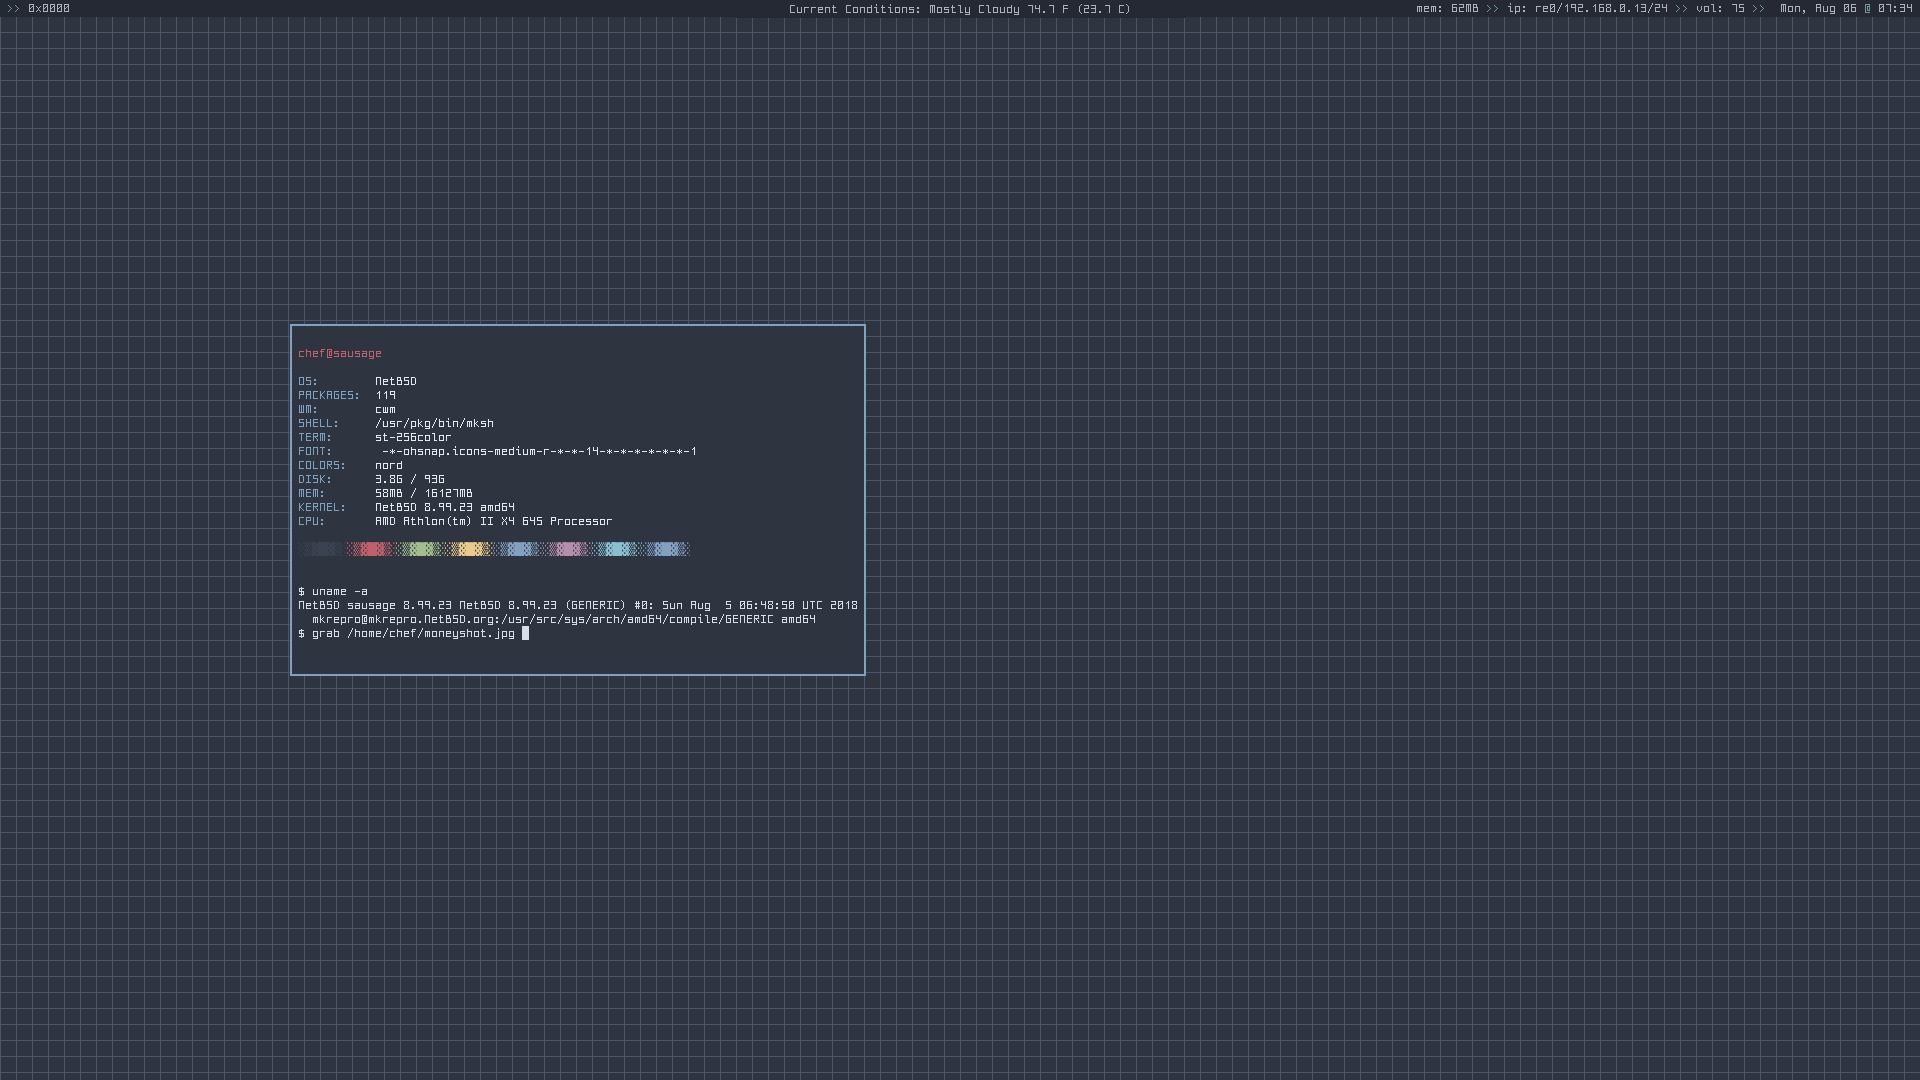 >> 0x0000
Current Conditions: Mostly Cloudy 74.7 F (23.7 C)
mem: 62MB >> ip: re0/192.168.0.13/24 >> vol: 75 >> Mon, Aug 06 @ 07:34
chef@sausage
OS: NetBSD
PACKAGES: 119
WM: cwm
SHELL: /usr/pkg/bin/mksh
TERM: st-256color
FONT: -*-ohsnap.icons-medium-r-*-*-14-*-*-*-*-*-*-1
COLORS: nord
DISK: 3.8G / 93G
MEM: 58MB / 16127MB
KERNEL: NetBSD 8.99.23 amd64
CPU: AMD Athlon(tm) II X4 645 Processor
$ uname -a
NetBSD sausage 8.99.23 NetBSD 8.99.23 (GENERIC) #0: Sun Aug  5 06:48:50 UTC 2018
mkrepro@mkrepro.NetBSD.org:/usr/src/sys/arch/amd64/compile/GENERIC amd64
$ grab /home/chef/moneyshot.jpg